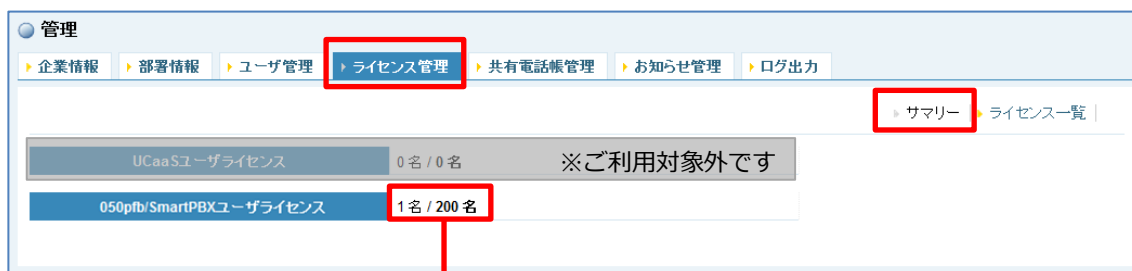 管理
企業情報 部署情報 ユーザ管理 ライセンス管理 共有電話帳管理 お知らせ管理 ログ出力
サマリー | ライセンス一覧 |
UCaaSユーザライセンス 0名 / 0名 ※ご利用対象外です
050pfb/SmartPBXユーザライセンス 1名 / 200名